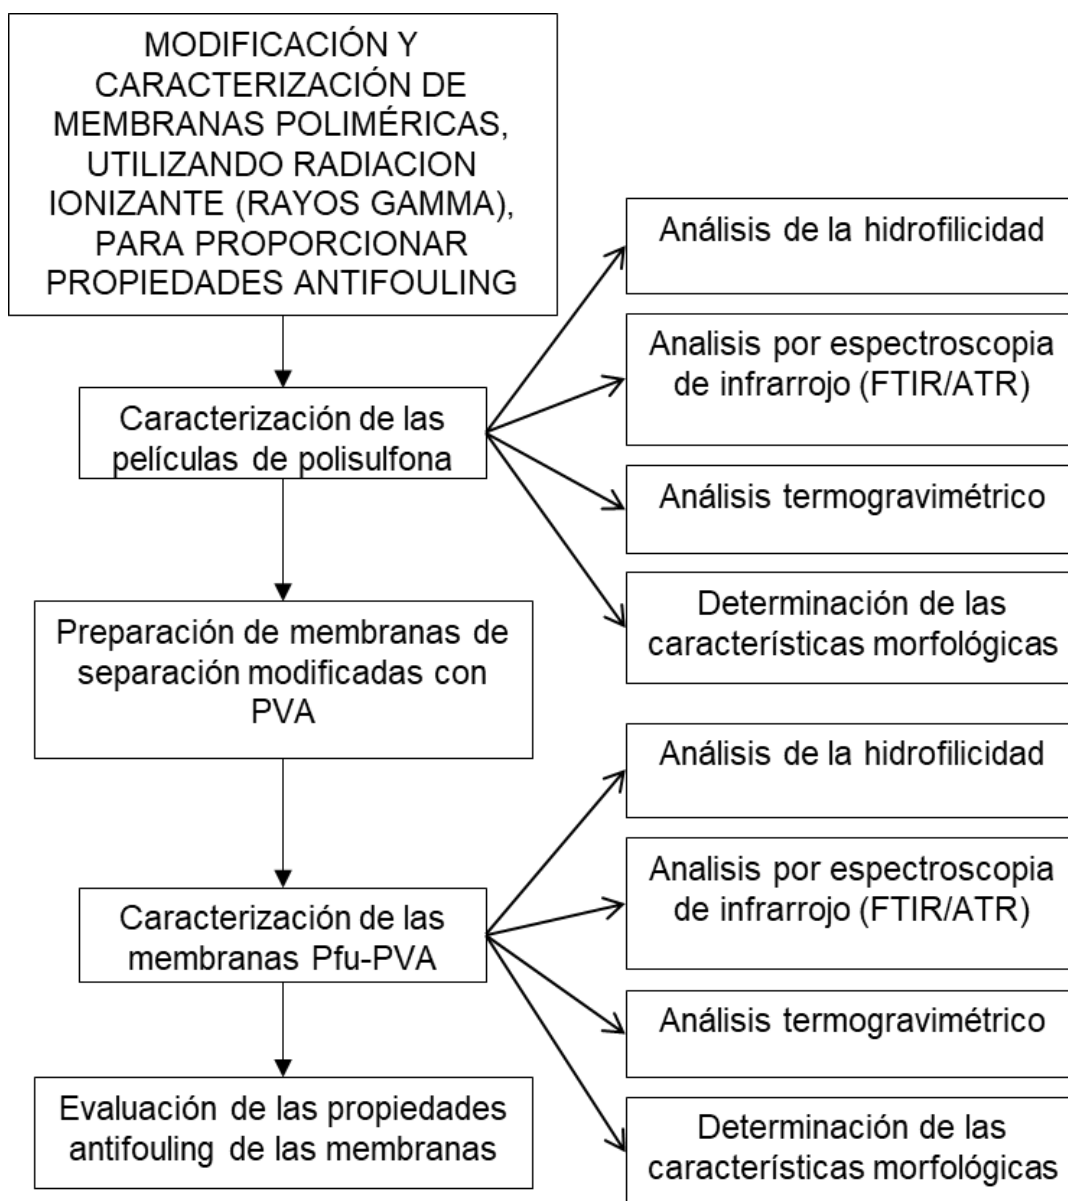 MODIFICACIÓN Y
CARACTERIZACIÓN DE
MEMBRANAS POLIMÉRICAS,
UTILIZANDO RADIACION
IONIZANTE (RAYOS GAMMA),
PARA PROPORCIONAR
PROPIEDADES ANTIFOULING
Caracterización de las
películas de polisulfona
Análisis de la hidrofilicidad
Analisis por espectroscopia
de infrarrojo (FTIR/ATR)
Análisis termogravimétrico
Determinación de las
características morfológicas
Preparación de membranas de
separación modificadas con
PVA
Caracterización de las
membranas Pfu-PVA
Análisis de la hidrofilicidad
Analisis por espectroscopia
de infrarrojo (FTIR/ATR)
Análisis termogravimétrico
Determinación de las
características morfológicas
Evaluación de las propiedades
antifouling de las membranas